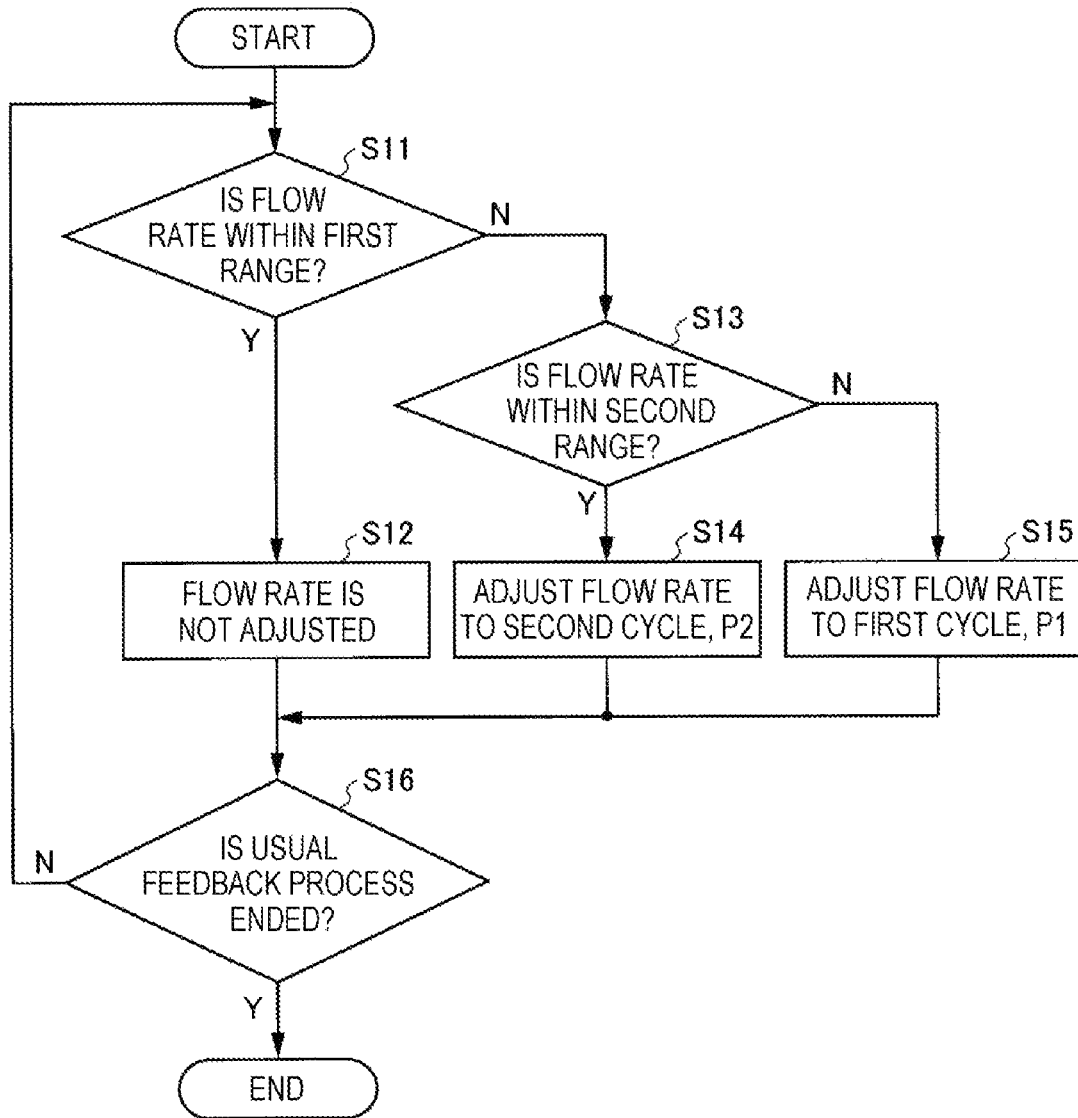 START
S11
IS FLOW
RATE WITHIN FIRST
RANGE?
N
Y
S13
IS FLOW RATE
WITHIN SECOND
RANGE?
N
Y
S12
FLOW RATE IS
NOT ADJUSTED
S14
ADJUST FLOW RATE
TO SECOND CYCLE, P2
S15
ADJUST FLOW RATE
TO FIRST CYCLE, P1
S16
IS USUAL
FEEDBACK PROCESS
ENDED?
N
Y
END